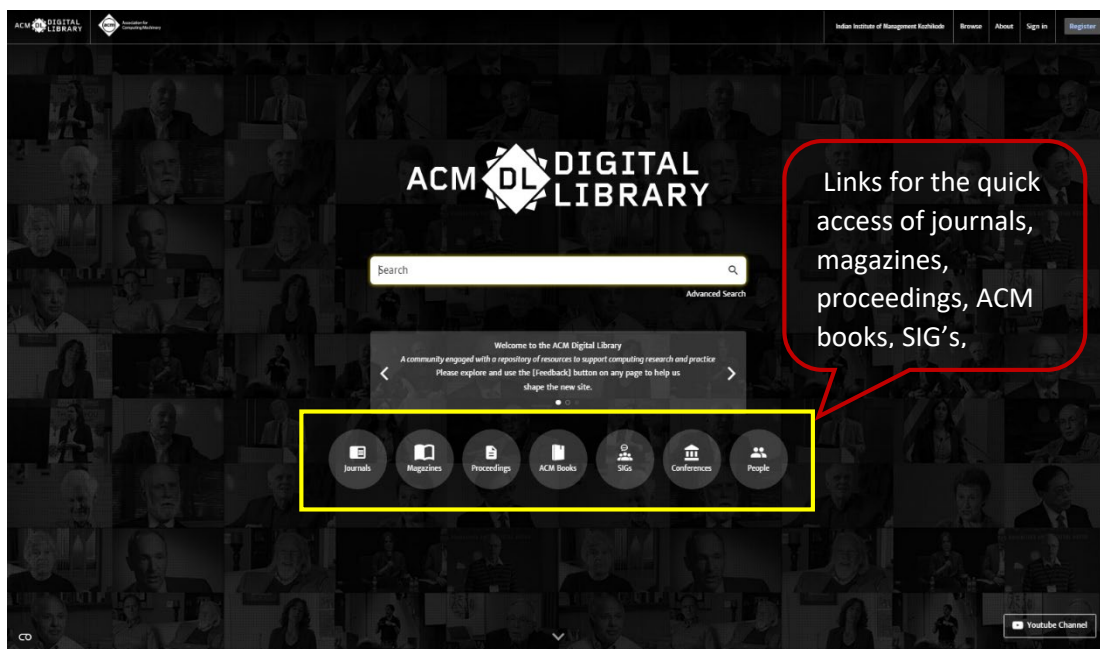 ACM DL DIGITAL LIBRARY
acm Association for Computing Machinery
Indian Institute of Management Kozhikode Browse About Sign in Register
ACM DL DIGITAL LIBRARY
Search
Advanced Search
Welcome to the ACM Digital Library
A community engaged with a repository of resources to support computing research and practice
Please explore and use the [Feedback] button on any page to help us
shape the new site.
Links for the quick
access of journals,
magazines,
proceedings, ACM
books, SIG’s,
Journals Magazines Proceedings ACM Books SIGs Conferences People
Youtube Channel